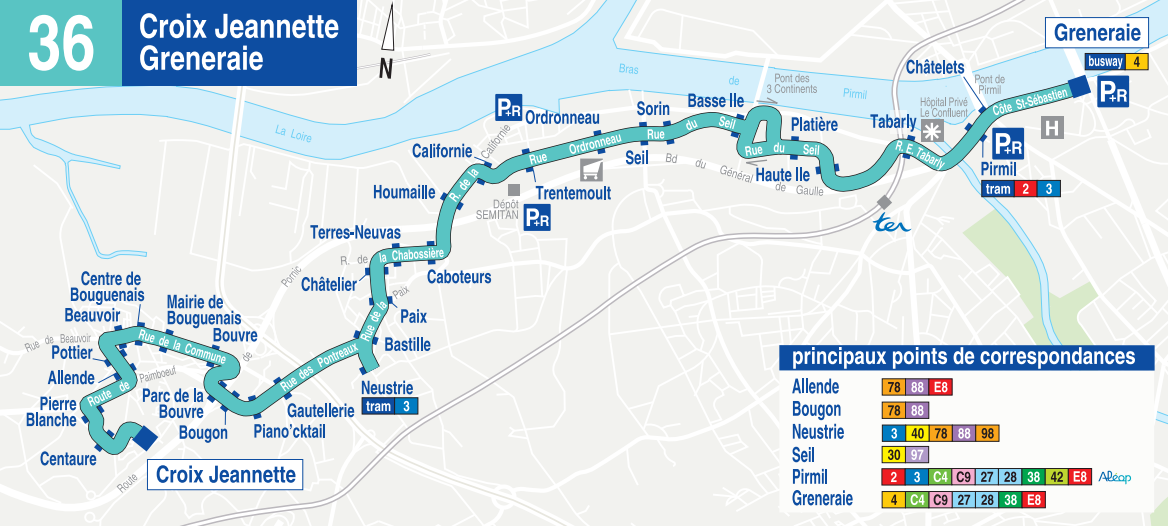 36
Croix Jeannette
Greneraie
N
Greneraie
busway 4
P+R
Châtelets
Pont de
Pirmil
Côte St-Sébastien
Hôpital Privé
Le Confluent
H
P+R
Pirmil
tram 2 3
Tabarly
R. E. Tabarly
ter
Bras
de
Pirmil
Pont des
3 Continents
Basse Ile
Platière
Rue du Seil
Haute Ile
Sorin
Rue du Seil
Seil
Bd du Général de Gaulle
P+R
Ordronneau
Rue Ordronneau
Trentemoult
P+R
Dépôt
SEMITAN
La Loire
Californie
Californie
R. de la
Houmaille
Terres-Neuvas
R. de
la Chabossière
Caboteurs
Châtelier
Pornic
Paix
Rue de la
Paix
Bastille
Neustrie
tram 3
Rue des Pontreaux
Gautellerie
Piano'cktail
Bougon
Parc de la
Bouvre
Bouvre
de
Mairie de
Bouguenais
Centre de
Bouguenais
Rue de la Commune
Beauvoir
Rue de Beauvoir
Pottier
Allende
Paimboeuf
Route de
Pierre
Blanche
Centaure
Route
Croix Jeannette
principaux points de correspondances
Allende 78 88 E8
Bougon 78 88
Neustrie 3 40 78 88 98
Seil 30 97
Pirmil 2 3 C4 C9 27 28 38 42 E8 Aléop
Greneraie 4 C4 C9 27 28 38 E8